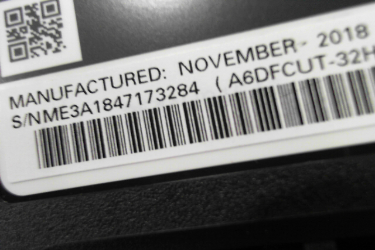 MANUFACTURED: NOVEMBER- 2018
S/NME3A1847173284 (A6DFCUT-32H